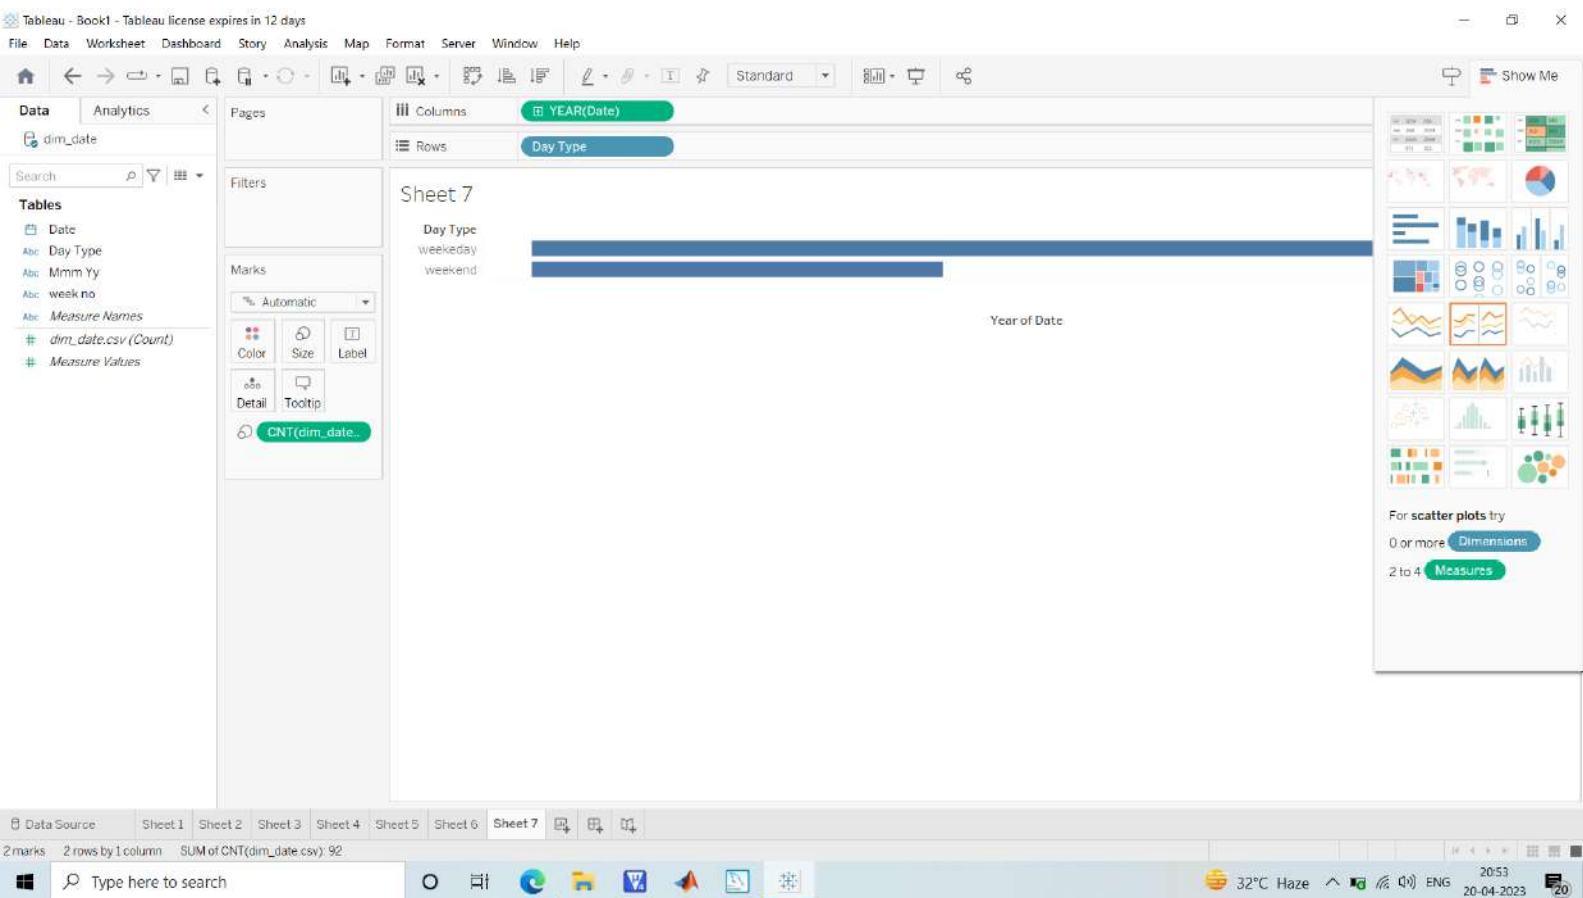 Tableau - Book1 - Tableau license expires in 12 days
File Data Worksheet Dashboard Story Analysis Map Format Server Window Help
Standard
Show Me
Data Analytics
dim_date
Search
Tables
Date
Abc Day Type
Abc Mmm Yy
Abc week no
Abc Measure Names
# dim_date.csv (Count)
# Measure Values
Pages
Filters
Marks
Automatic
Color Size Label
Detail Tooltip
CNT(dim_date..
Columns YEAR(Date)
Rows Day Type
Sheet 7
Day Type
weekeday
weekend
Year of Date
For scatter plots try
0 or more Dimensions
2 to 4 Measures
Data Source Sheet 1 Sheet 2 Sheet 3 Sheet 4 Sheet 5 Sheet 6 Sheet 7
2 marks 2 rows by 1 column SUM of CNT(dim_date.csv): 92
Type here to search
32°C Haze ENG
20:53
20-04-2023
20